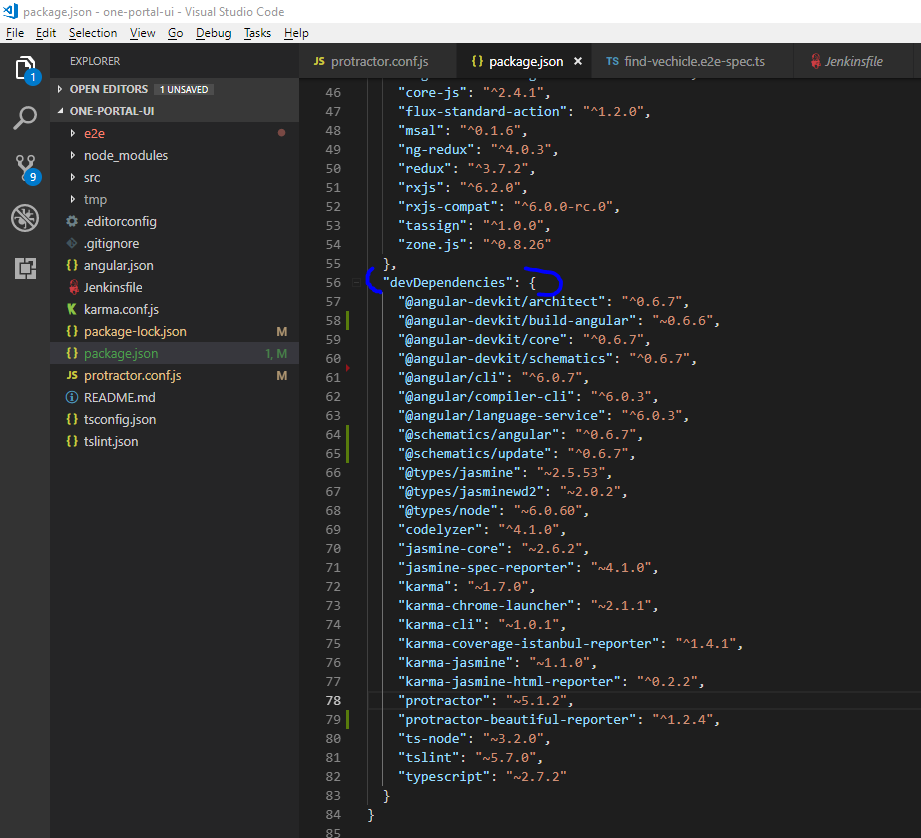 package.json - one-portal-ui - Visual Studio Code
File Edit Selection View Go Debug Tasks Help
EXPLORER
OPEN EDITORS 1 UNSAVED
ONE-PORTAL-UI
e2e
node_modules
src
tmp
.editorconfig
.gitignore
{} angular.json
Jenkinsfile
K karma.conf.js
{} package-lock.json M
{} package.json 1, M
JS protractor.conf.js M
README.md
{} tsconfig.json
{} tslint.json
1
9
JS protractor.conf.js {} package.json × TS find-vechicle.e2e-spec.ts Jenkinsfile
46 "core-js": "^2.4.1",
47 "flux-standard-action": "^1.2.0",
48 "msal": "^0.1.6",
49 "ng-redux": "^4.0.3",
50 "redux": "^3.7.2",
51 "rxjs": "^6.2.0",
52 "rxjs-compat": "^6.0.0-rc.0",
53 "tassign": "^1.0.0",
54 "zone.js": "^0.8.26"
55 },
56 "devDependencies": {
57 "@angular-devkit/architect": "^0.6.7",
58 "@angular-devkit/build-angular": "~0.6.6",
59 "@angular-devkit/core": "^0.6.7",
60 "@angular-devkit/schematics": "^0.6.7",
61 "@angular/cli": "^6.0.7",
62 "@angular/compiler-cli": "^6.0.3",
63 "@angular/language-service": "^6.0.3",
64 "@schematics/angular": "^0.6.7",
65 "@schematics/update": "^0.6.7",
66 "@types/jasmine": "~2.5.53",
67 "@types/jasminewd2": "~2.0.2",
68 "@types/node": "~6.0.60",
69 "codelyzer": "^4.1.0",
70 "jasmine-core": "~2.6.2",
71 "jasmine-spec-reporter": "~4.1.0",
72 "karma": "~1.7.0",
73 "karma-chrome-launcher": "~2.1.1",
74 "karma-cli": "~1.0.1",
75 "karma-coverage-istanbul-reporter": "^1.4.1",
76 "karma-jasmine": "~1.1.0",
77 "karma-jasmine-html-reporter": "^0.2.2",
78 "protractor": "~5.1.2",
79 "protractor-beautiful-reporter": "^1.2.4",
80 "ts-node": "~3.2.0",
81 "tslint": "~5.7.0",
82 "typescript": "~2.7.2"
83 }
84 }
85